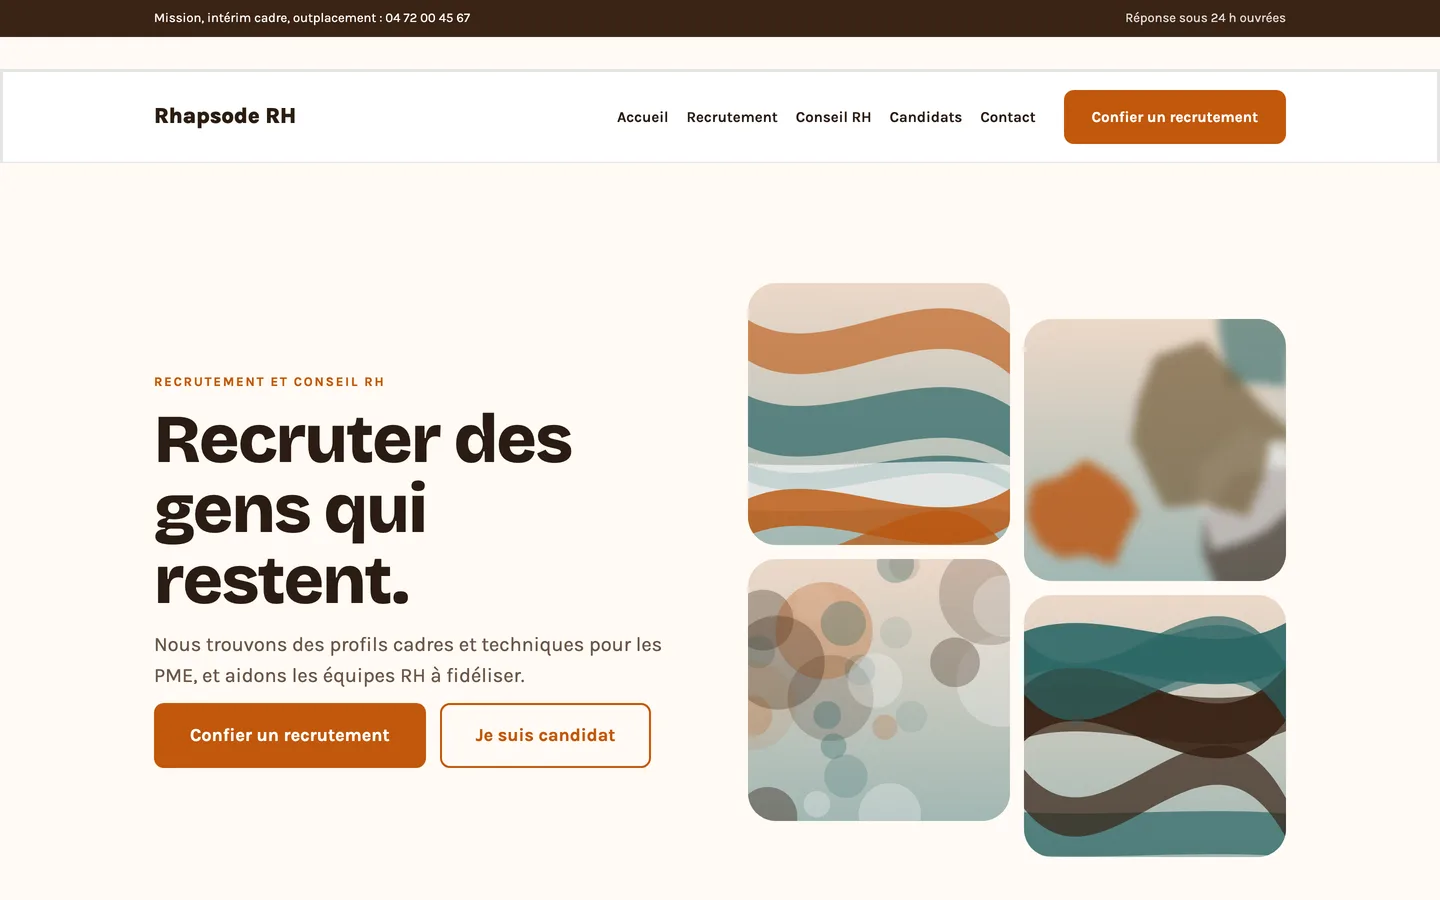 Mission, intérim cadre, outplacement : 04 72 00 45 67
Réponse sous 24 h ouvrées
Rhapsode RH
Accueil
Recrutement
Conseil RH
Candidats
Contact
Confier un recrutement
RECRUTEMENT ET CONSEIL RH
Recruter des
gens qui
restent.
Nous trouvons des profils cadres et techniques pour les
PME, et aidons les équipes RH à fidéliser.
Confier un recrutement
Je suis candidat